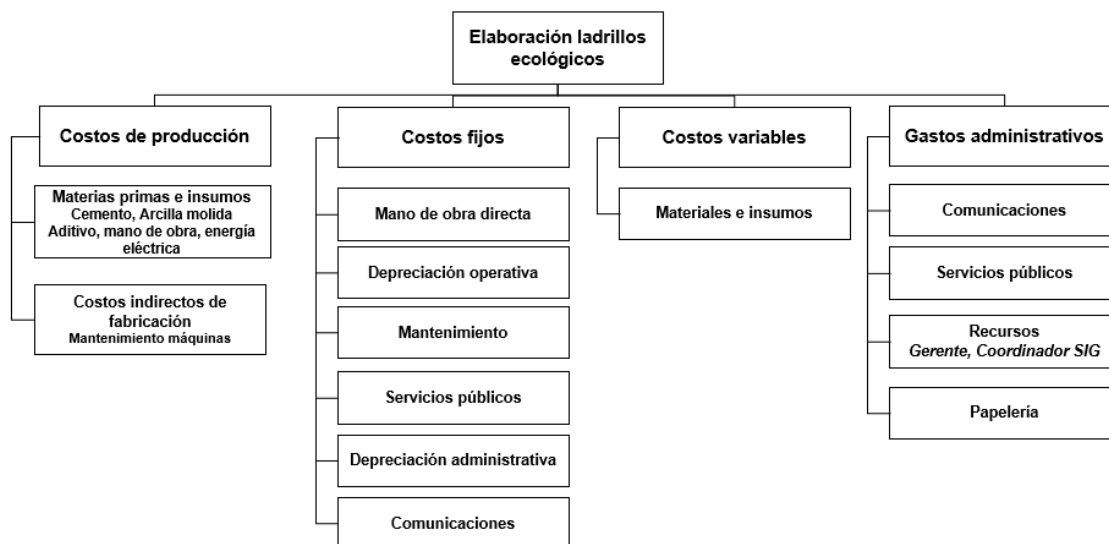 Elaboración ladrillos
ecológicos
Costos de producción
Materias primas e insumos
Cemento, Arcilla molida
Aditivo, mano de obra, energía
eléctrica
Costos indirectos de
fabricación
Mantenimiento máquinas
Costos fijos
Mano de obra directa
Depreciación operativa
Mantenimiento
Servicios públicos
Depreciación administrativa
Comunicaciones
Costos variables
Materiales e insumos
Gastos administrativos
Comunicaciones
Servicios públicos
Recursos
Gerente, Coordinador SIG
Papelería